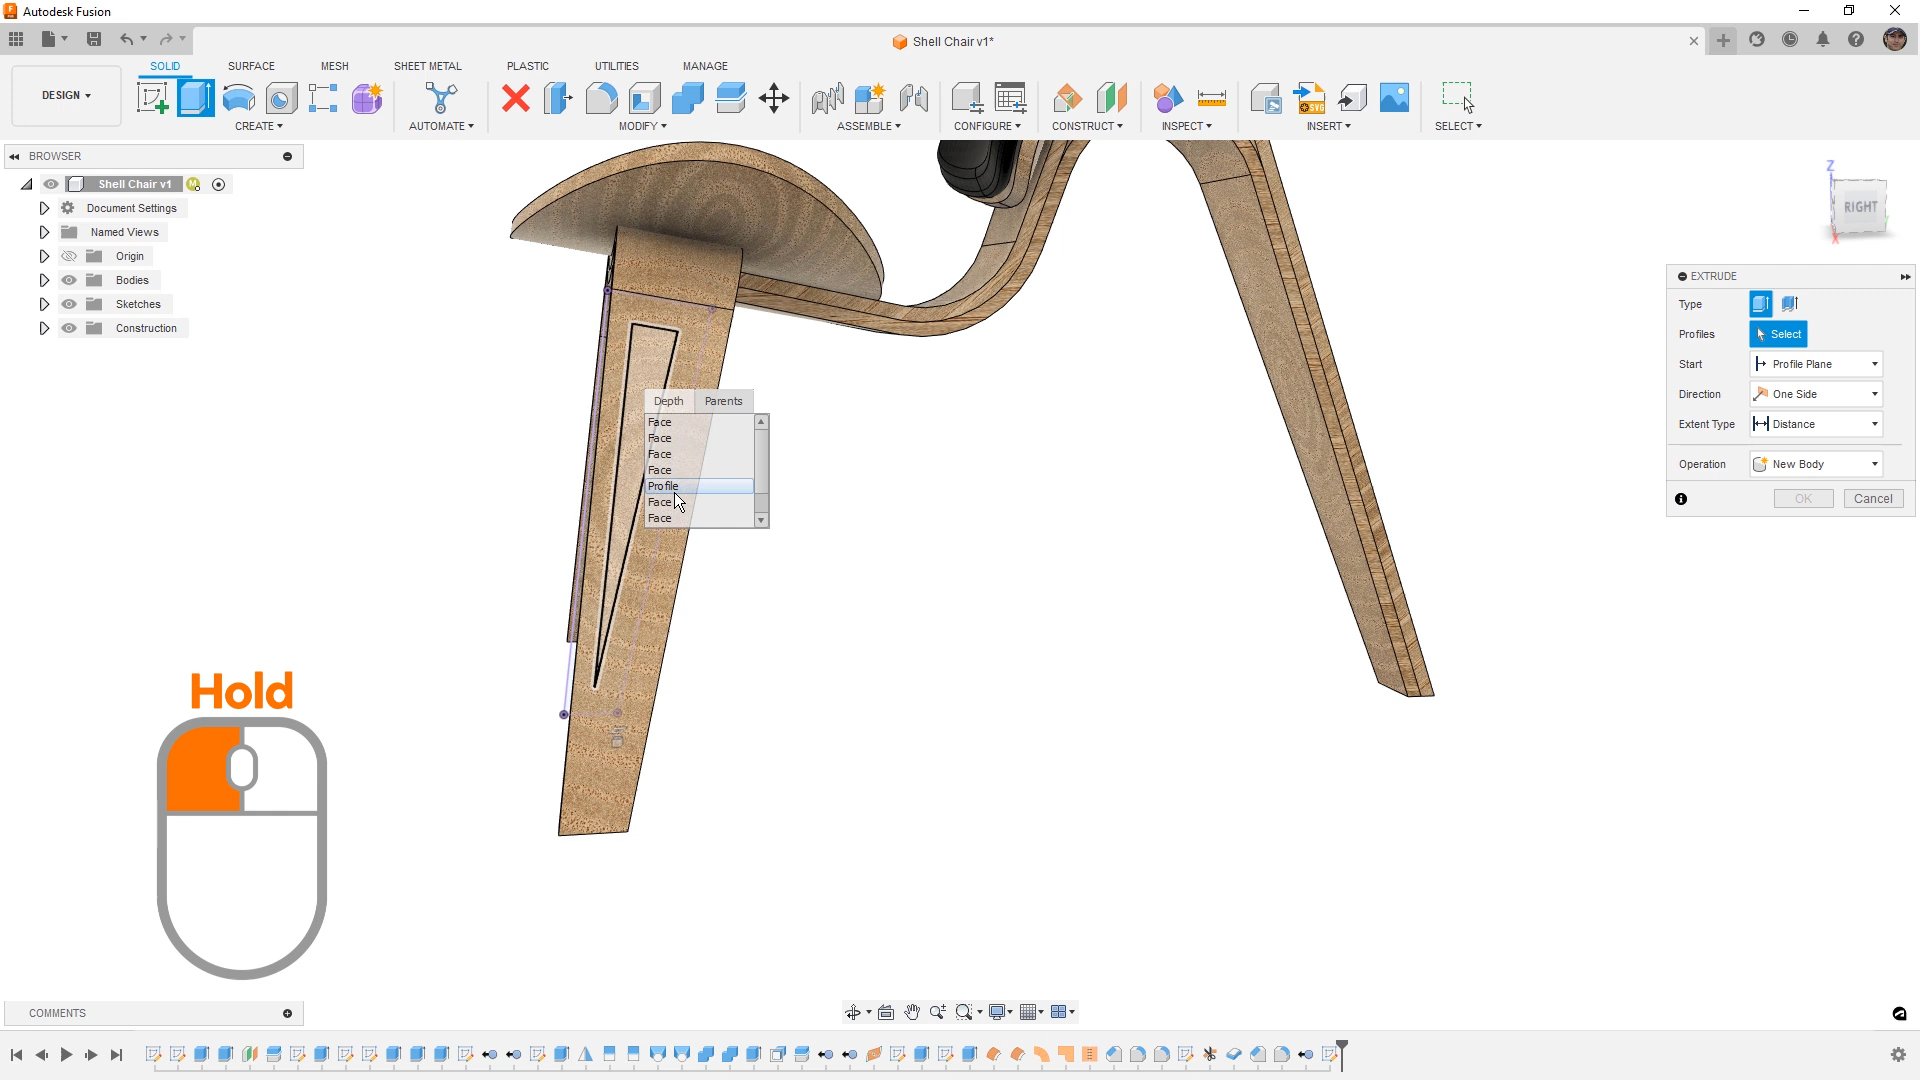 Autodesk Fusion
Shell Chair v1*
DESIGN
SOLID
SURFACE
MESH
SHEET METAL
PLASTIC
UTILITIES
MANAGE
CREATE
AUTOMATE
MODIFY
ASSEMBLE
CONFIGURE
CONSTRUCT
INSPECT
INSERT
SELECT
SVG
BROWSER
Shell Chair v1
Document Settings
Named Views
Origin
Bodies
Sketches
Construction
Z
RIGHT
X
EXTRUDE
Type
Profiles
Select
Start
Profile Plane
Direction
One Side
Extent Type
Distance
Operation
New Body
OK
Cancel
Depth
Parents
Face
Face
Face
Face
Profile
Face
Face
Hold
COMMENTS